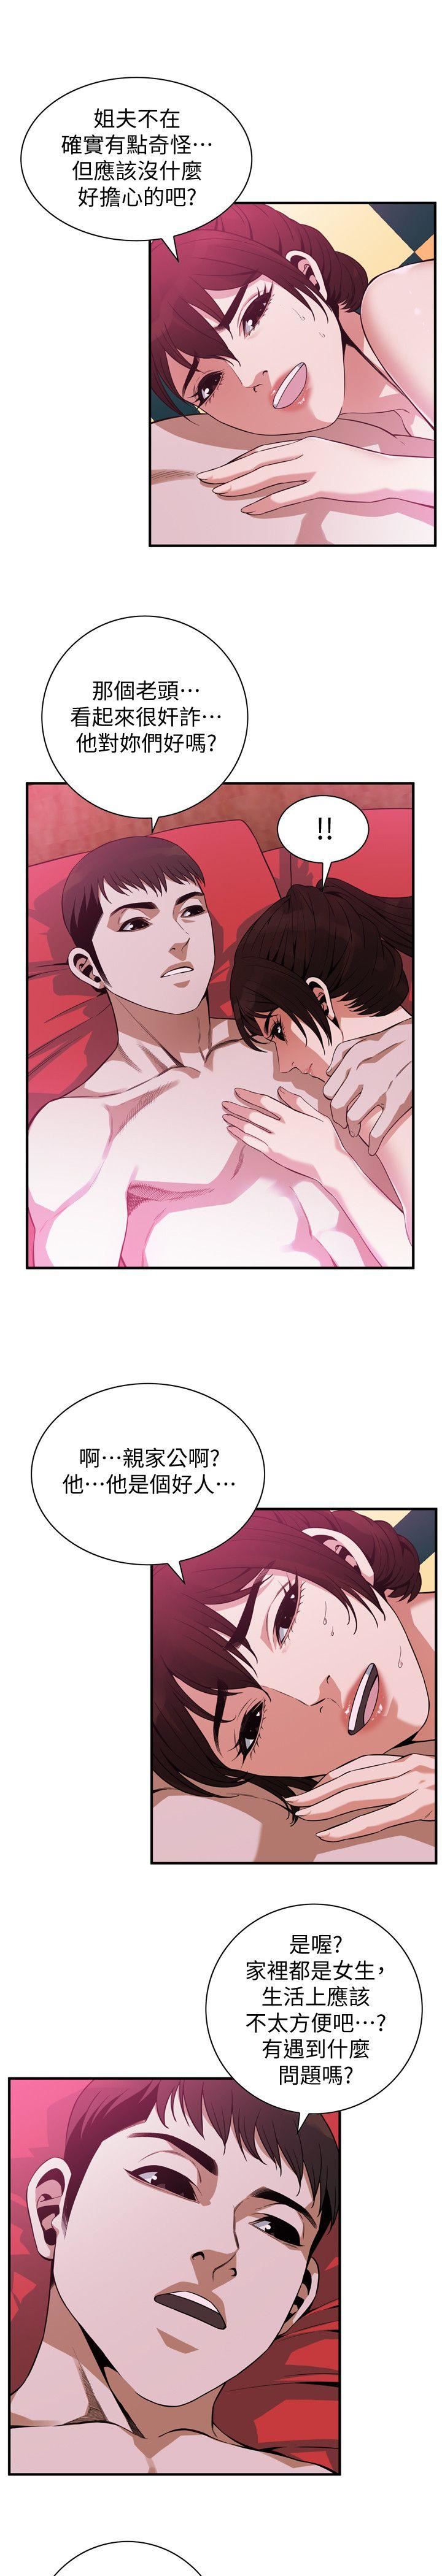 姐夫不在
確實有點奇怪…
但應該沒什麼
好擔心的吧?
那個老頭…
看起來很奸詐…
他對妳們好嗎?
!!
啊…親家公啊?
他…他是個好人…
是喔?
家裡都是女生，
生活上應該
不太方便吧…?
有遇到什麼
問題嗎?